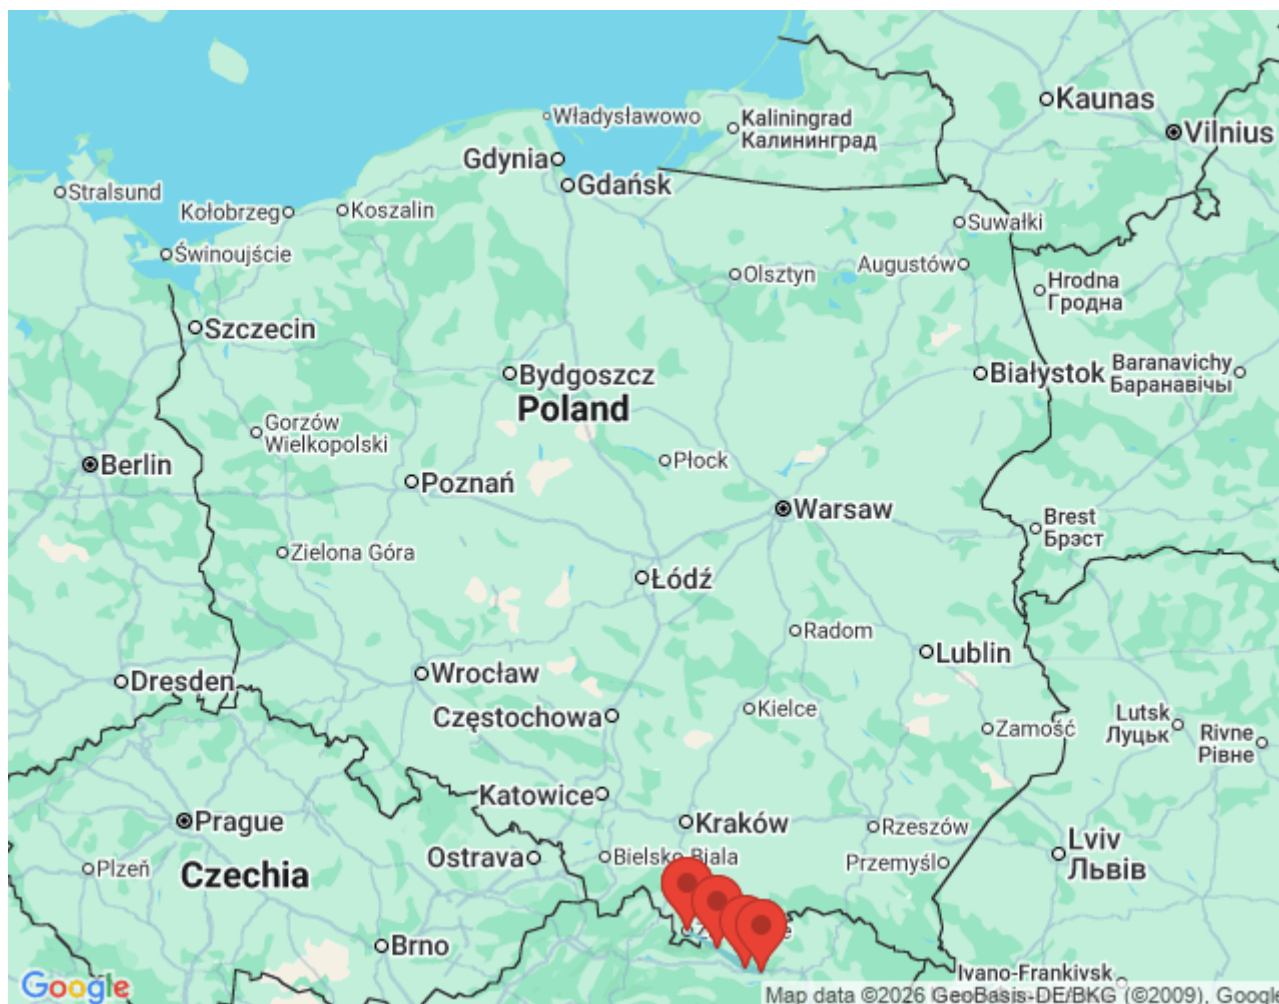 Władysławowo
Kaliningrad
Калининград
Kaunas
Vilnius
Gdynia
Gdańsk
Stralsund
Kołobrzeg
Koszalin
Suwałki
Świnoujście
Olsztyn
Augustów
Hrodna
Гродна
Szczecin
Bydgoszcz
Białystok
Baranavichy
Баранавічы
Poland
Gorzów
Wielkopolski
Berlin
Płock
Poznań
Warsaw
Brest
Брэст
Zielona Góra
Łódź
Radom
Lublin
Dresden
Wrocław
Częstochowa
Kielce
Zamość
Lutsk
Луцьк
Rivne
Рівне
Katowice
Prague
Kraków
Rzeszów
Lviv
Львів
Ostrava
Bielsko-Biala
Przemyśl
Plzeň
Czechia
Brno
Ivano-Frankivsk
Google
Map data ©2026 GeoBasis-DE/BKG (©2009), Google